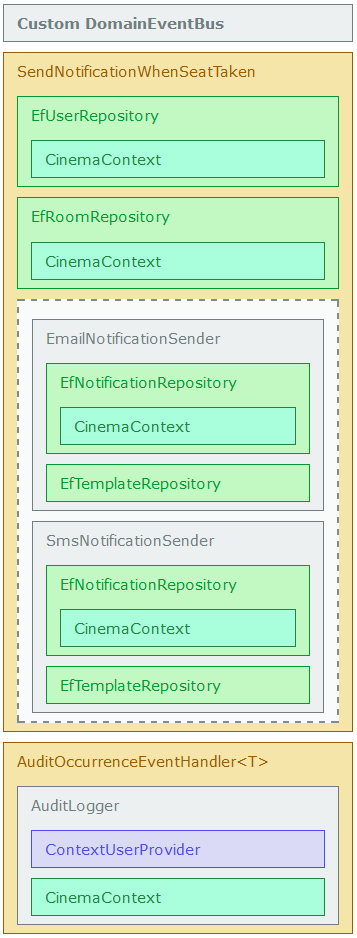 Custom DomainEventBus
SendNotificationWhenSeatTaken
EfUserRepository
CinemaContext
EfRoomRepository
CinemaContext
EmailNotificationSender
EfNotificationRepository
CinemaContext
EfTemplateRepository
SmsNotificationSender
EfNotificationRepository
CinemaContext
EfTemplateRepository
AuditOccurrenceEventHandler<T>
AuditLogger
ContextUserProvider
CinemaContext